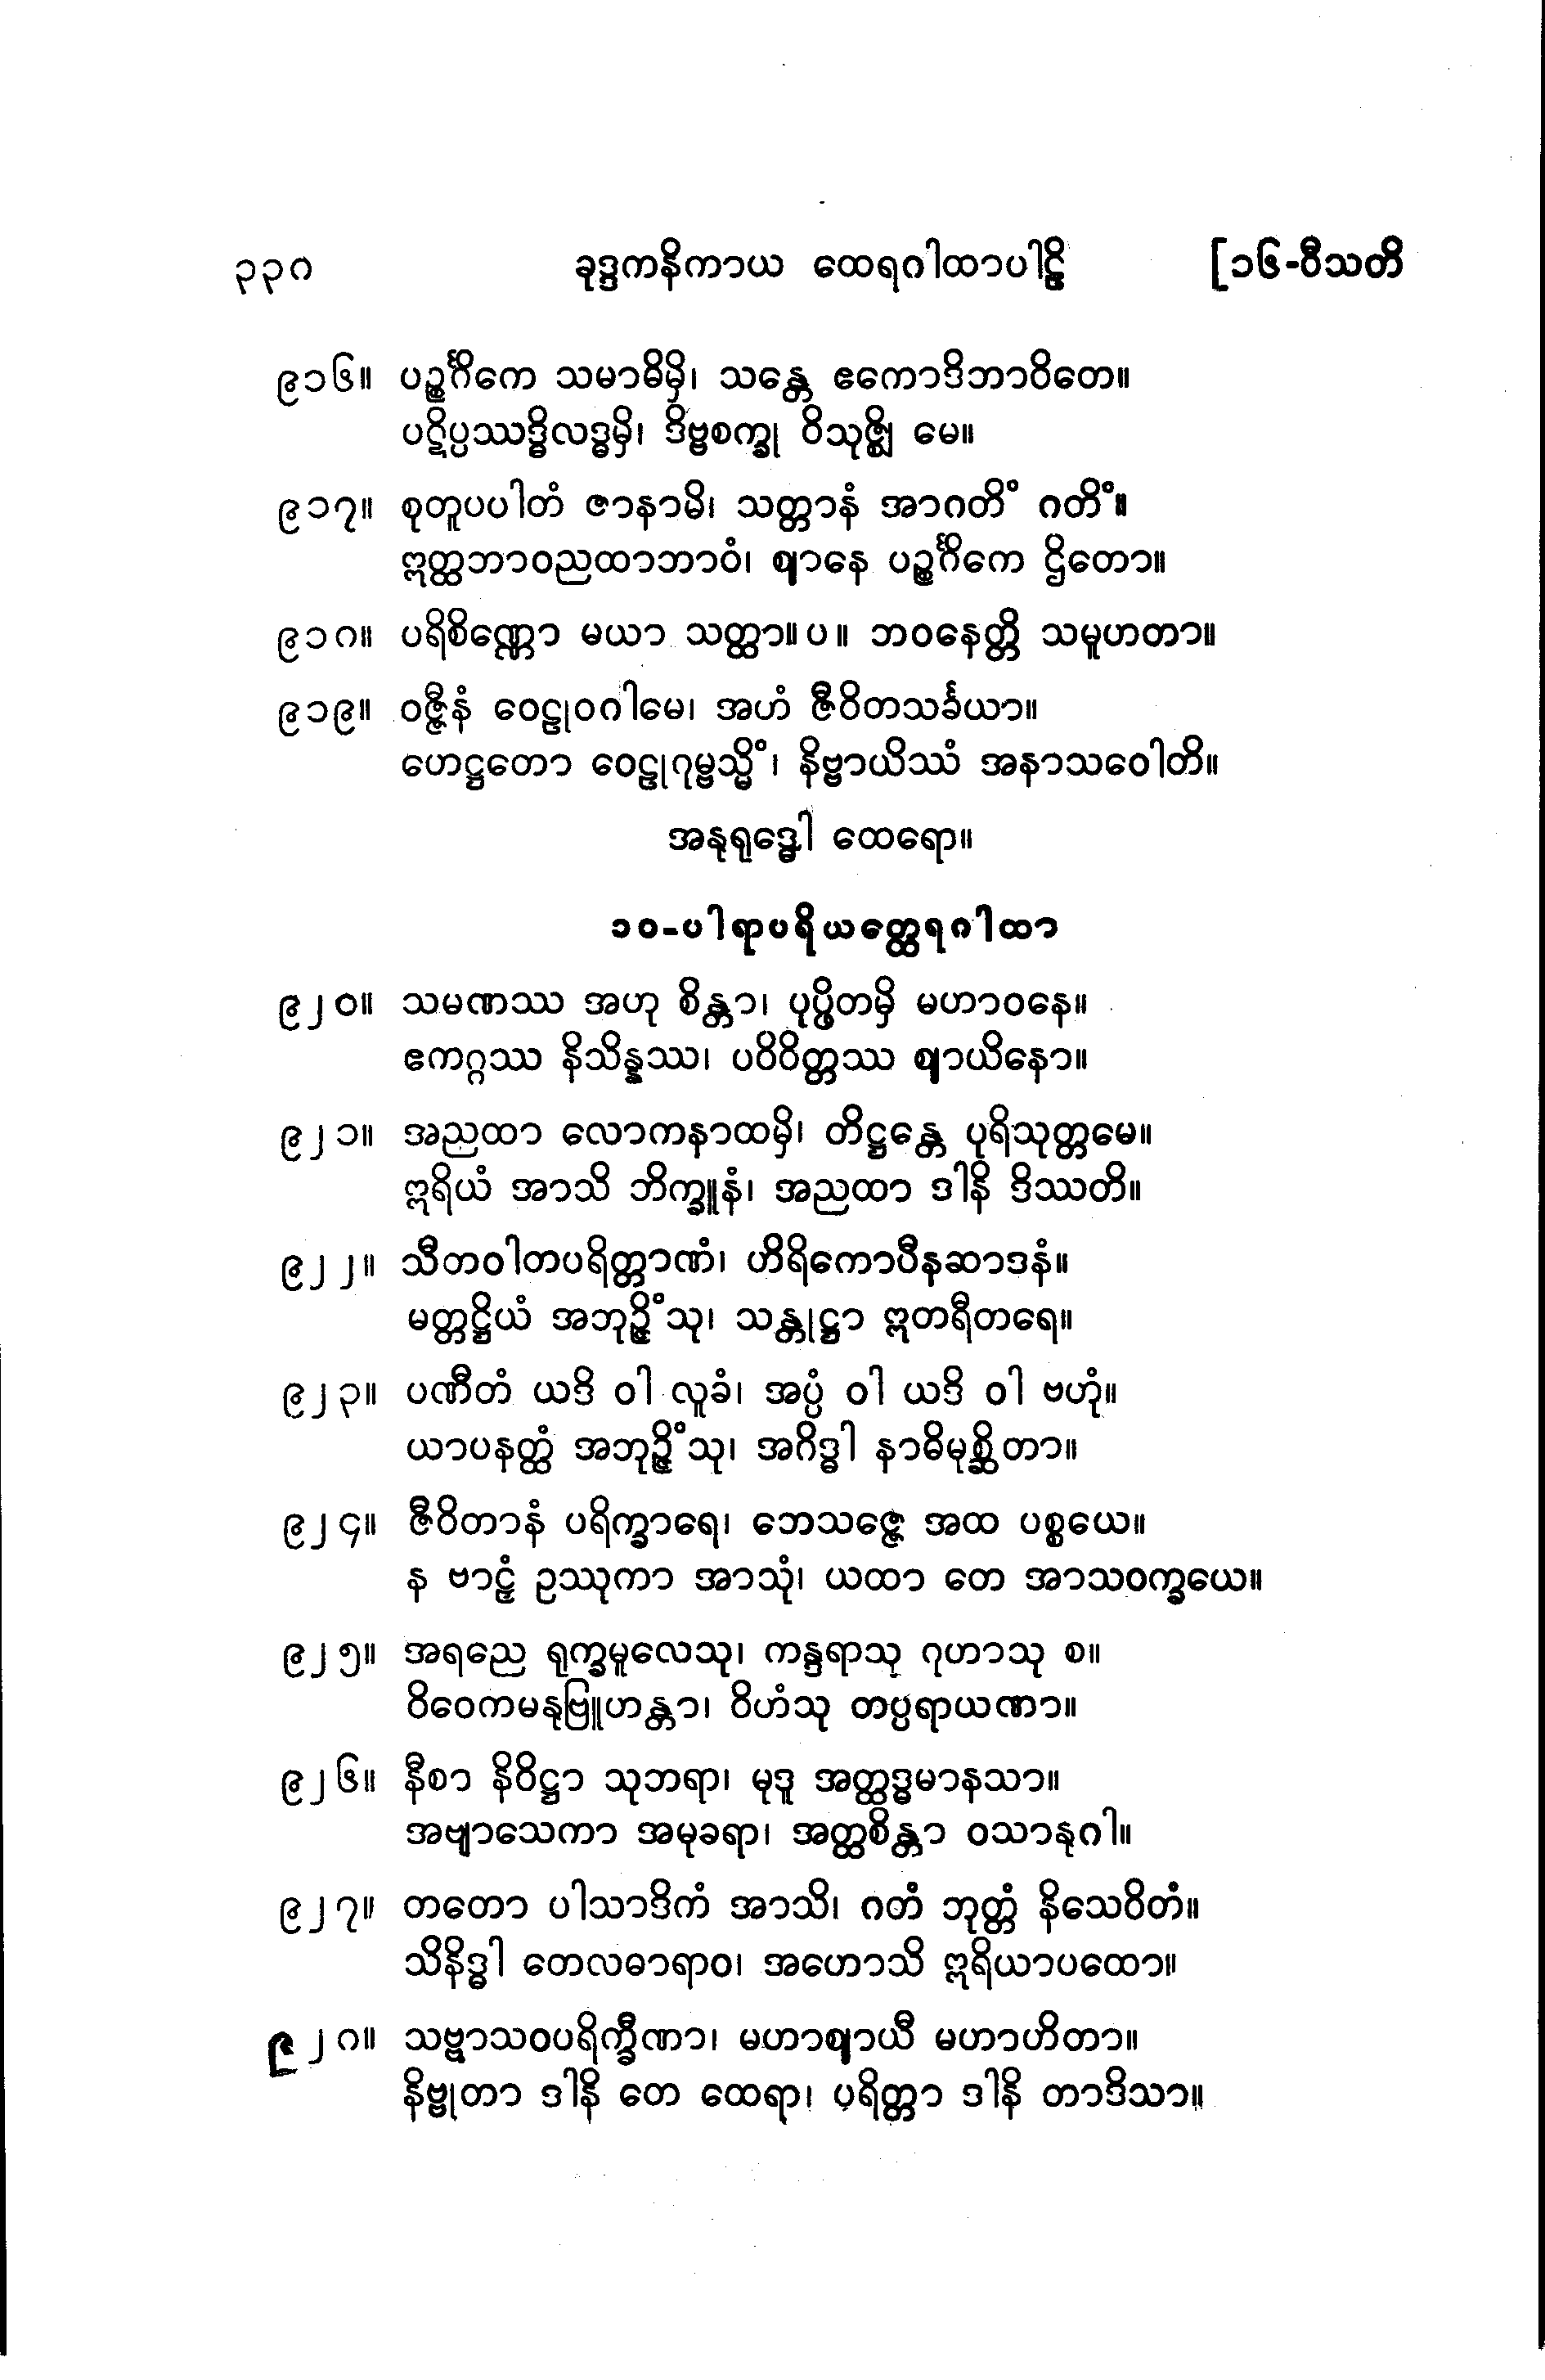 ၃၃၈ ခုဒ္ဒကနိကာယ ထေရဂါထာပါဠိ [၁၆-ဝီသတိ
၉၁၆။ ပဉ္စင်္ဂိကေ သမာဓိမှိ၊ သန္တေ ဧကောဒိဘာဝိတေ။
ပဋိပ္ပဿဒ္ဓိလဒ္ဓမှိ၊ ဒိဗ္ဗစက္ခု ဝိသုဇ္ဈိ မေ။
၉၁၇။ စုတူပပါတံ ဇာနာမိ၊ သတ္တာနံ အာဂတိံ ဂတိံ။
ဣတ္ထဘာဝညထာဘာဝံ၊ ဈာနေ ပဉ္စင်္ဂိကေ ဌိတော။
၉၁၈။ ပရိစိဏ္ဏော မယာ သတ္ထာ။ပ။ ဘဝနေတ္တိ သမူဟတာ။
၉၁၉။ ဝဇ္ဇီနံ ဝေဠုဝဂါမေ၊ အဟံ ဇီဝိတသင်္ခယာ။
ဟေဋ္ဌတော ဝေဠုဂုမ္ဗသ္မိံ၊ နိဗ္ဗာယိဿံ အနာသဝေါတိ။
အနုရုဒ္ဓေါ ထေရော။
၁၀-ပါရာပရိယတ္ထေရဂါထာ
၉၂၀။ သမဏဿ အဟု စိန္တာ၊ ပုပ္ဖိတမှိ မဟာဝနေ။
ဧကဂ္ဂဿ နိသိန္နဿ၊ ပဝိဝိတ္တဿ ဈာယိနော။
၉၂၁။ အညထာ လောကနာထမှိ၊ တိဋ္ဌန္တေ ပုရိသုတ္တမေ။
ဣရိယံ အာသိ ဘိက္ခူနံ၊ အညထာ ဒါနိ ဒိဿတိ။
၉၂၂။ သီတဝါတပရိတ္တာဏံ၊ ဟိရိကောပီနဆာဒနံ။
မတ္တဋ္ဌိယံ အဘုဉ္ဇိံသု၊ သန္တုဋ္ဌာ ဣတရီတရေ။
၉၂၃။ ပဏီတံ ယဒိ ဝါ လူခံ၊ အပ္ပံ ဝါ ယဒိ ဝါ ဗဟုံ။
ယာပနတ္ထံ အဘုဉ္ဇိံသု၊ အဂိဒ္ဓါ နာဓိမုစ္ဆိတာ။
၉၂၄။ ဇီဝိတာနံ ပရိက္ခာရေ၊ ဘေသဇ္ဇေ အထ ပစ္စယေ။
န ဗာဠှံ ဥဿုကာ အာသုံ၊ ယထာ တေ အာသဝက္ခယေ။
၉၂၅။ အရညေ ရုက္ခမူလေသု၊ ကန္ဒရာသု ဂုဟာသု စ။
ဝိဝေကမနုဗြူဟန္တာ၊ ဝိဟံသု တပ္ပရာယဏာ။
၉၂၆။ နီစာ နိဝိဋ္ဌာ သုဘရာ၊ မုဒူ အတ္ထဒ္ဓမာနသာ။
အဗျာသေကာ အမုခရာ၊ အတ္ထစိန္တာ ဝသာနုဂါ။
၉၂၇။ တတော ပါသာဒိကံ အာသိ၊ ဂတံ ဘုတ္တံ နိသေဝိတံ။
သိနိဒ္ဓါ တေလဓာရာဝ၊ အဟောသိ ဣရိယာပထော။
၉၂၈။ သဗ္ဗာသဝပရိက္ခီဏာ၊ မဟာဈာယီ မဟာဟိတာ။
နိဗ္ဗုတာ ဒါနိ တေ ထေရာ၊ ပရိတ္တာ ဒါနိ တာဒိသာ။